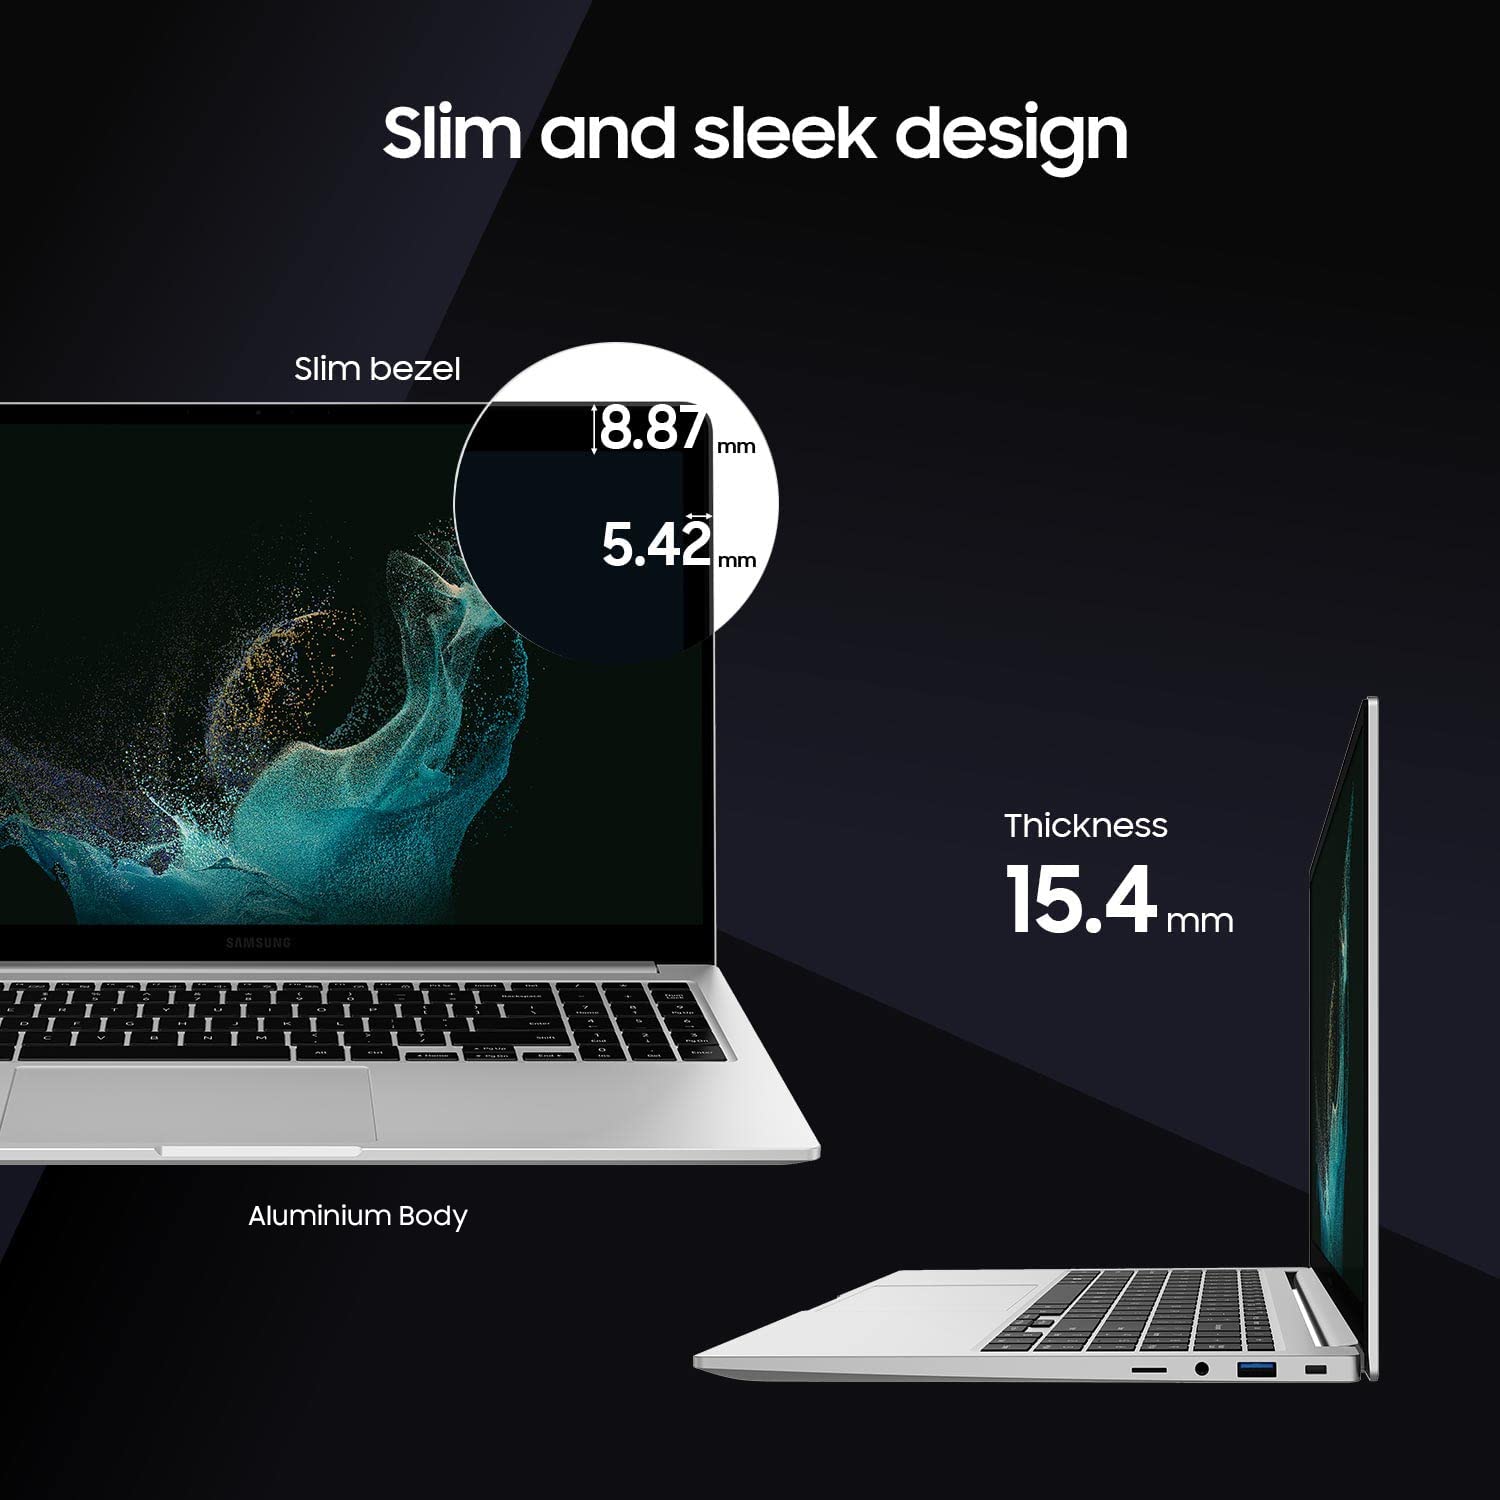 Slim and sleek design
Slim bezel
8.87 mm
5.42 mm
Thickness
15.4 mm
SAMSUNG
Aluminium Body